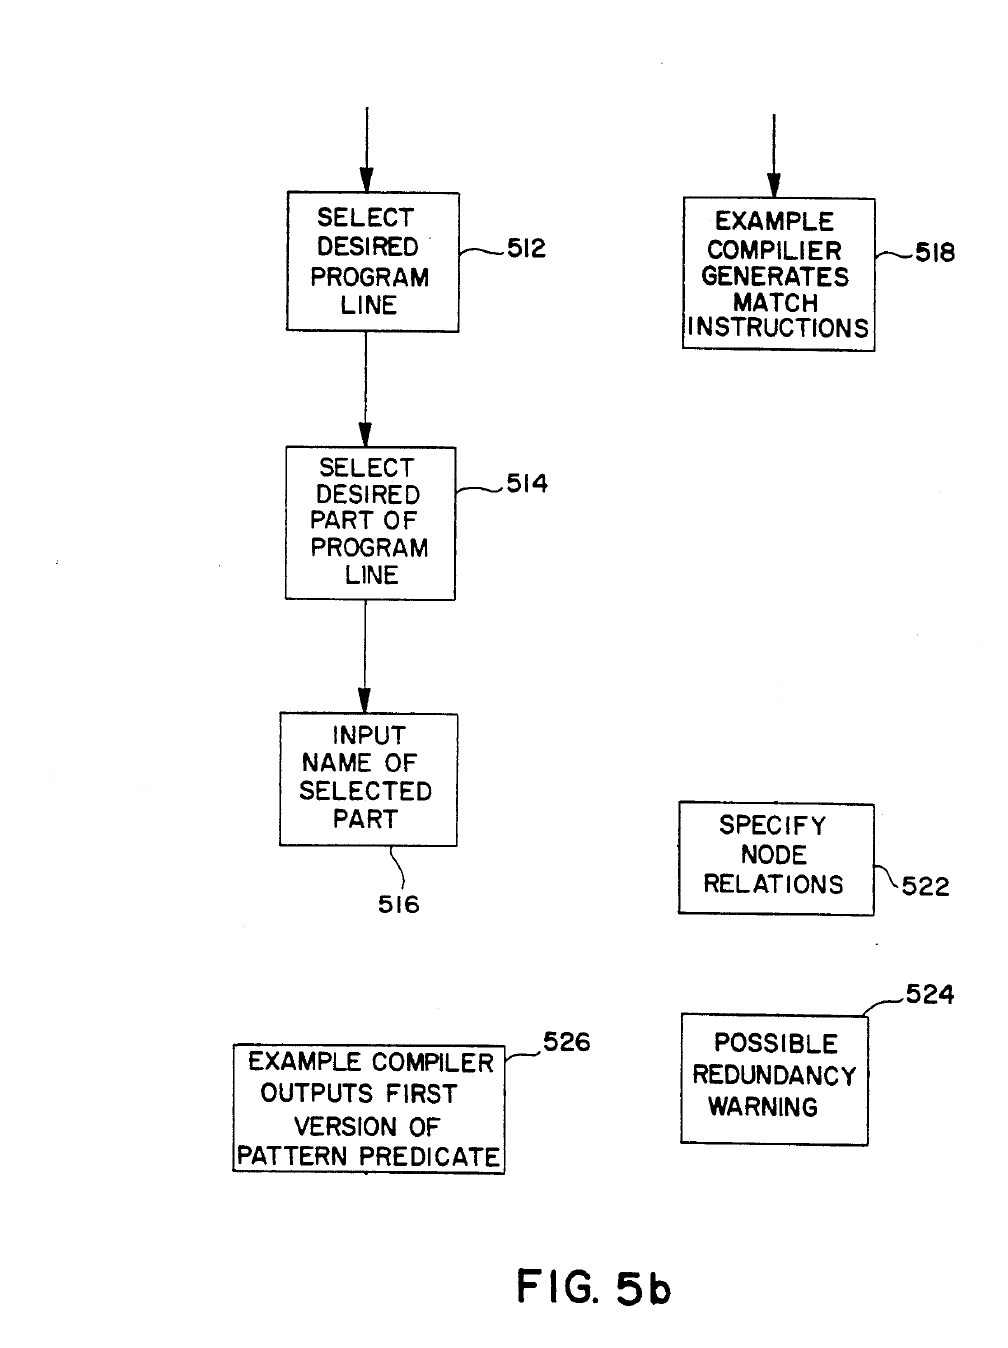 SELECT
DESIRED
PROGRAM
LINE
512
EXAMPLE
COMPILIER
GENERATES
MATCH
INSTRUCTIONS
518
SELECT
DESIRED
PART OF
PROGRAM
LINE
514
INPUT
NAME OF
SELECTED
PART
516
SPECIFY
NODE
RELATIONS
522
EXAMPLE COMPILER
OUTPUTS FIRST
VERSION OF
PATTERN PREDICATE
526
POSSIBLE
REDUNDANCY
WARNING
524
FIG. 5b